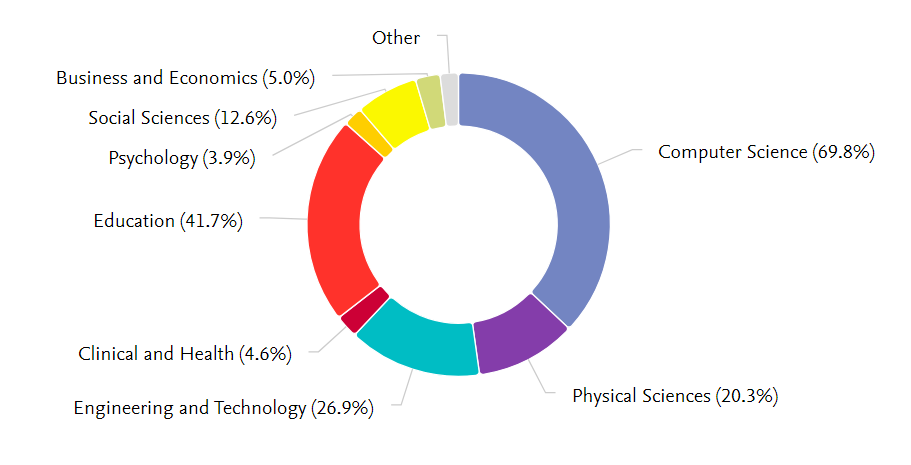 Other
Business and Economics (5.0%)
Social Sciences (12.6%)
Psychology (3.9%)
Computer Science (69.8%)
Education (41.7%)
Clinical and Health (4.6%)
Physical Sciences (20.3%)
Engineering and Technology (26.9%)